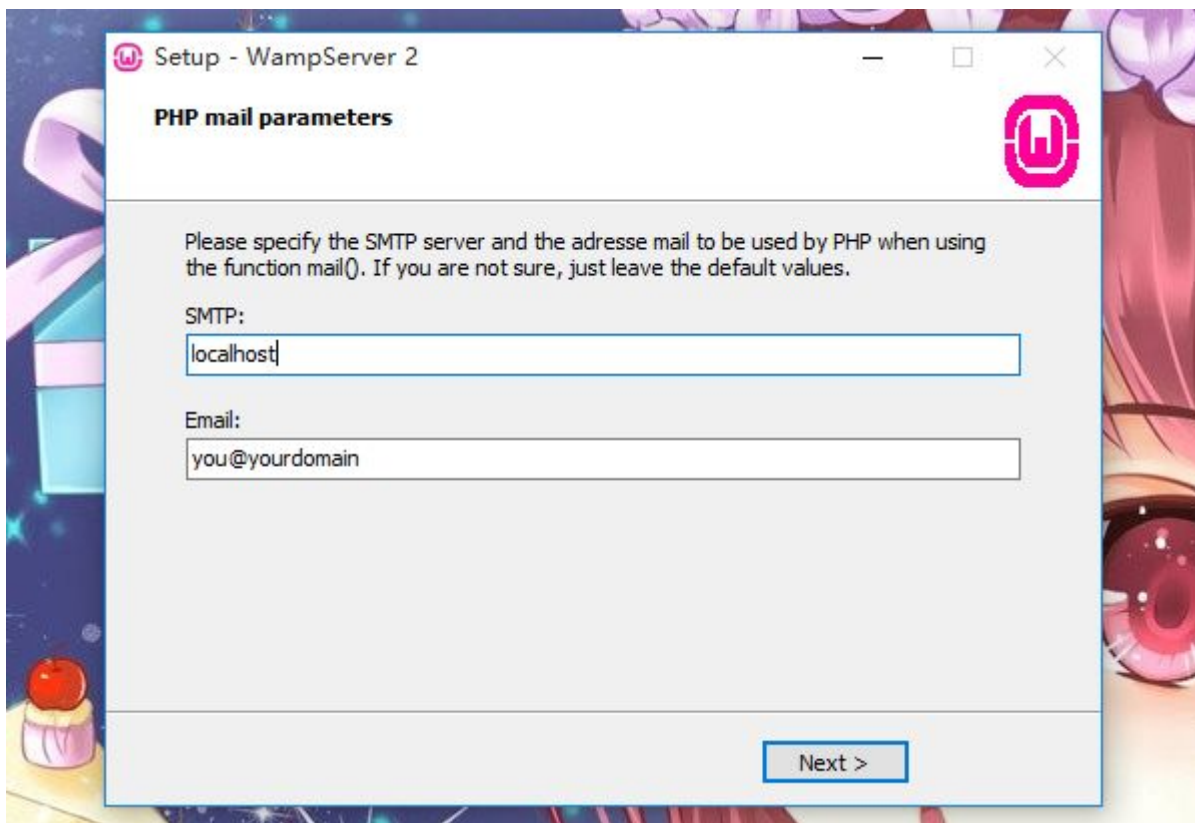 Setup - WampServer 2
PHP mail parameters
Please specify the SMTP server and the adresse mail to be used by PHP when using
the function mail(). If you are not sure, just leave the default values.
SMTP:
localhost
Email:
you@yourdomain
Next >